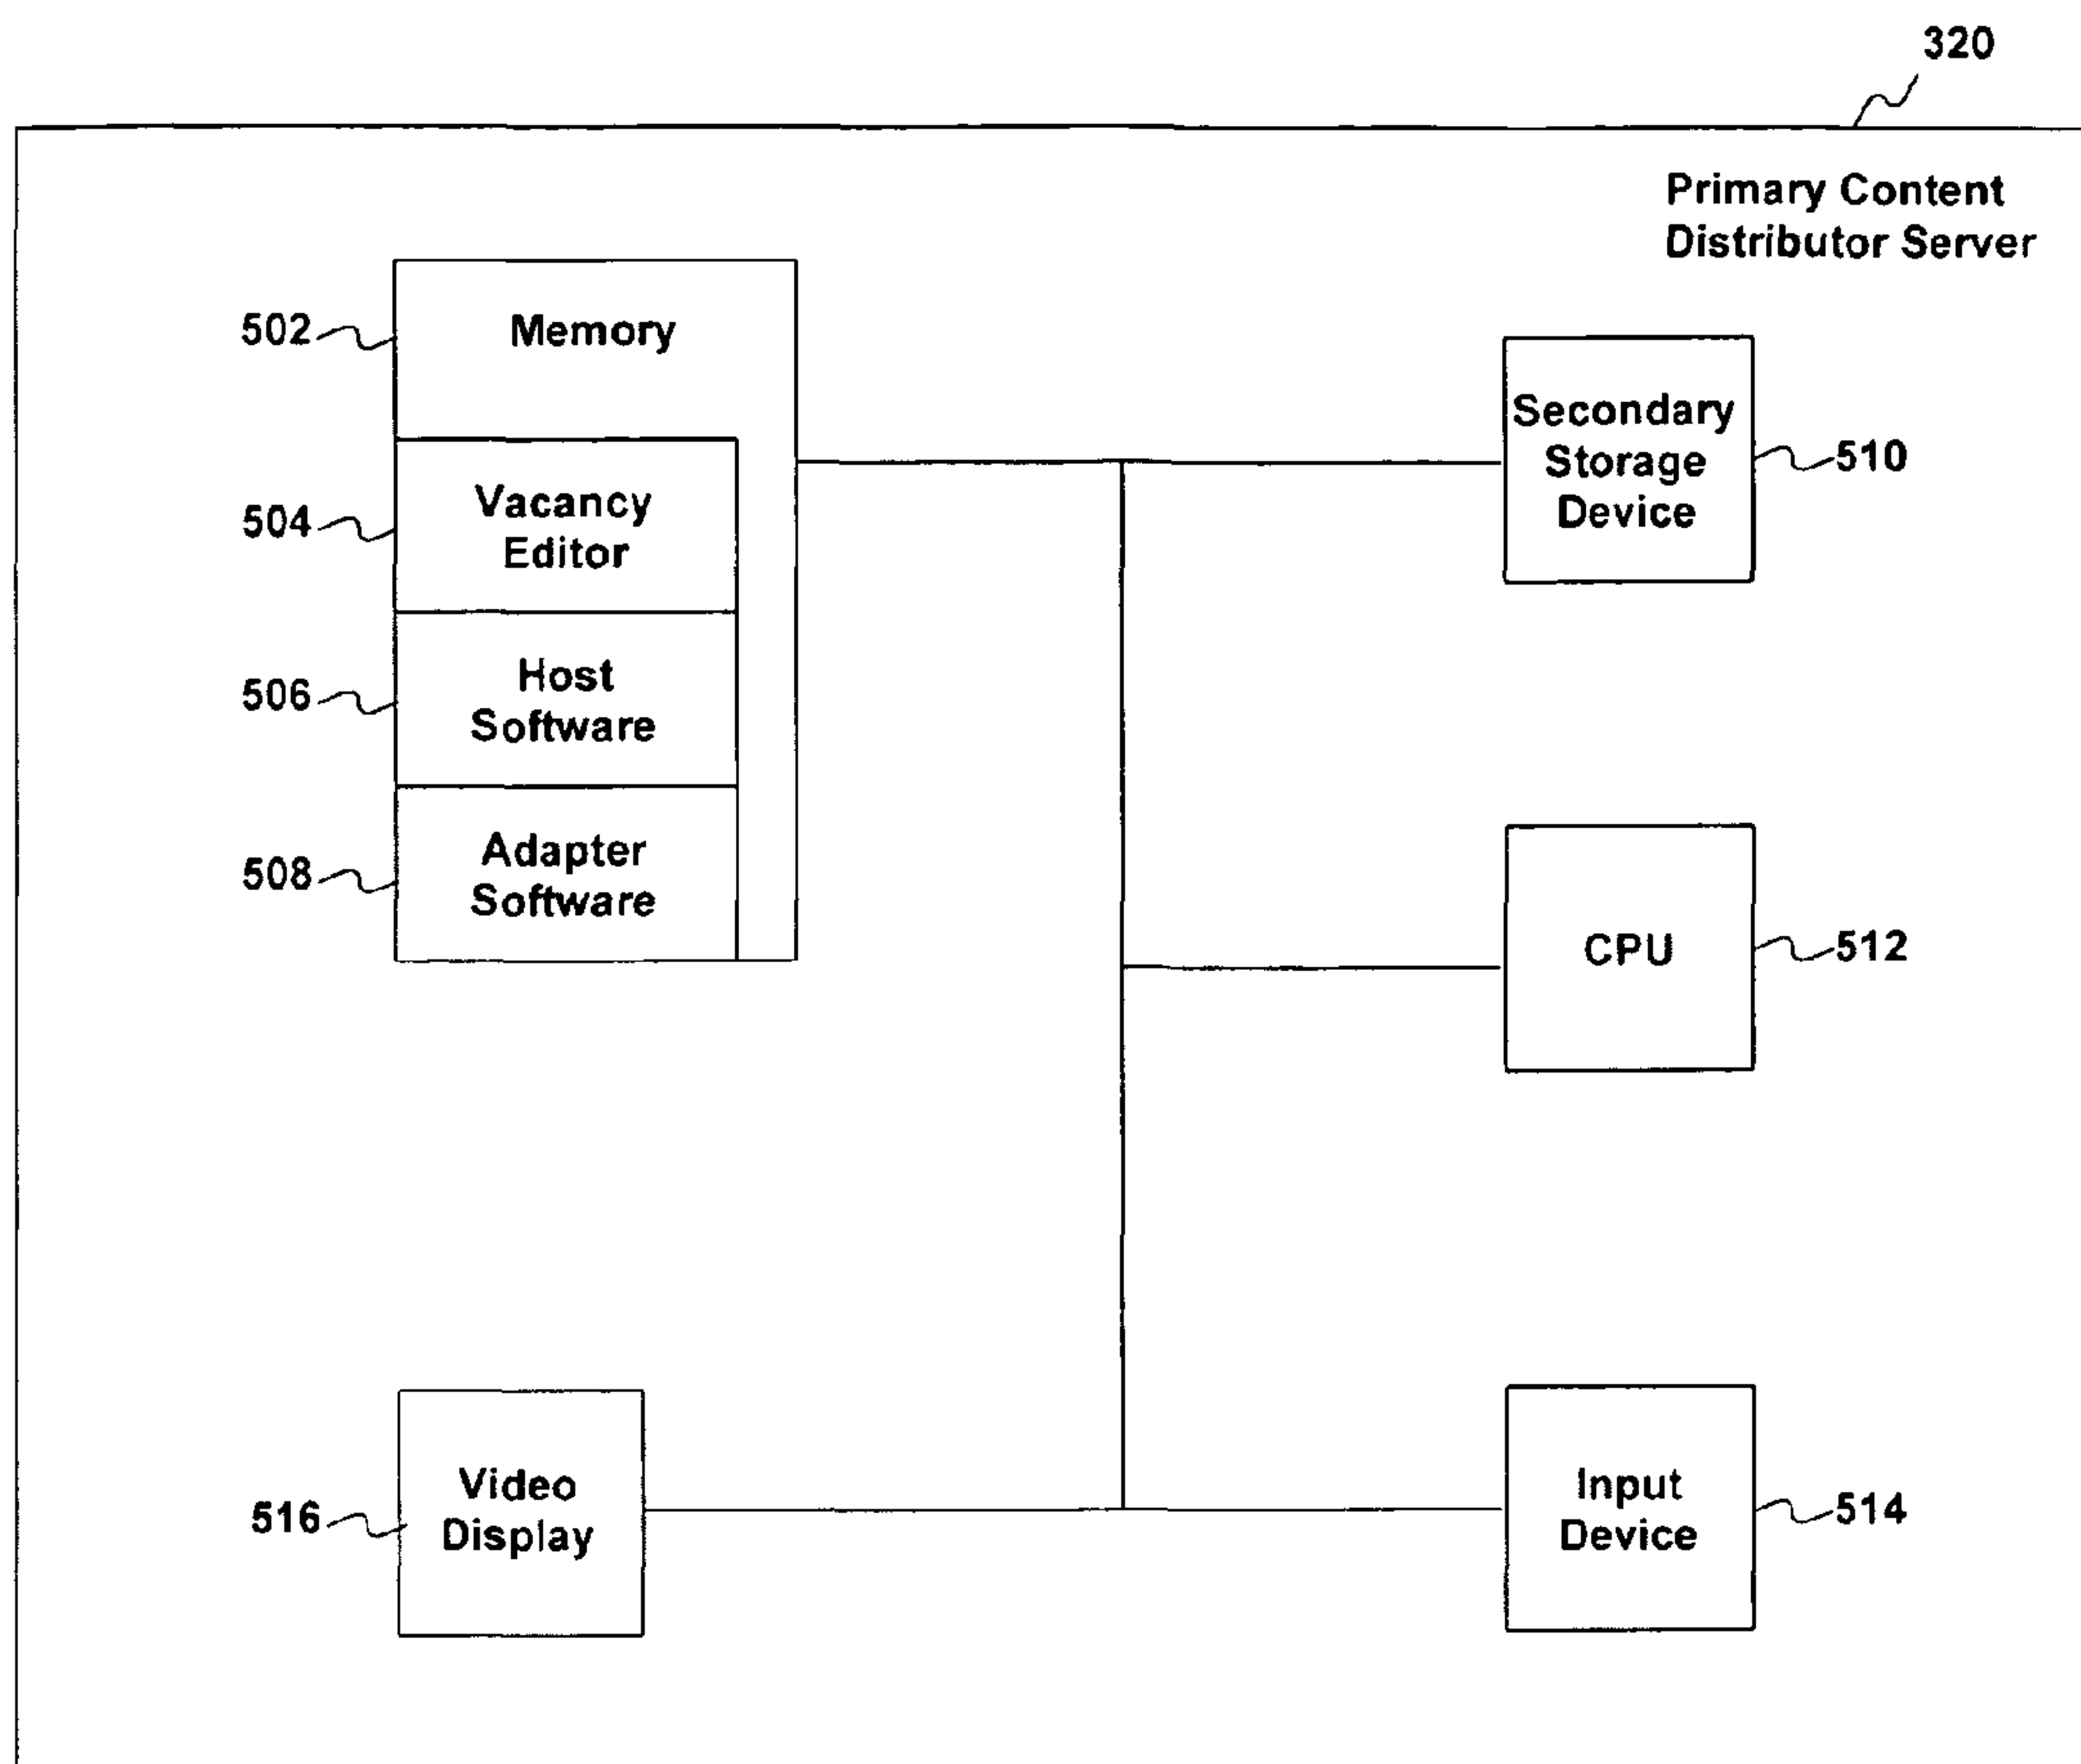 320
Primary Content
Distributor Server
502
Memory
504
Vacancy
Editor
506
Host
Software
508
Adapter
Software
Secondary
Storage
Device
510
CPU
512
516
Video
Display
Input
Device
514